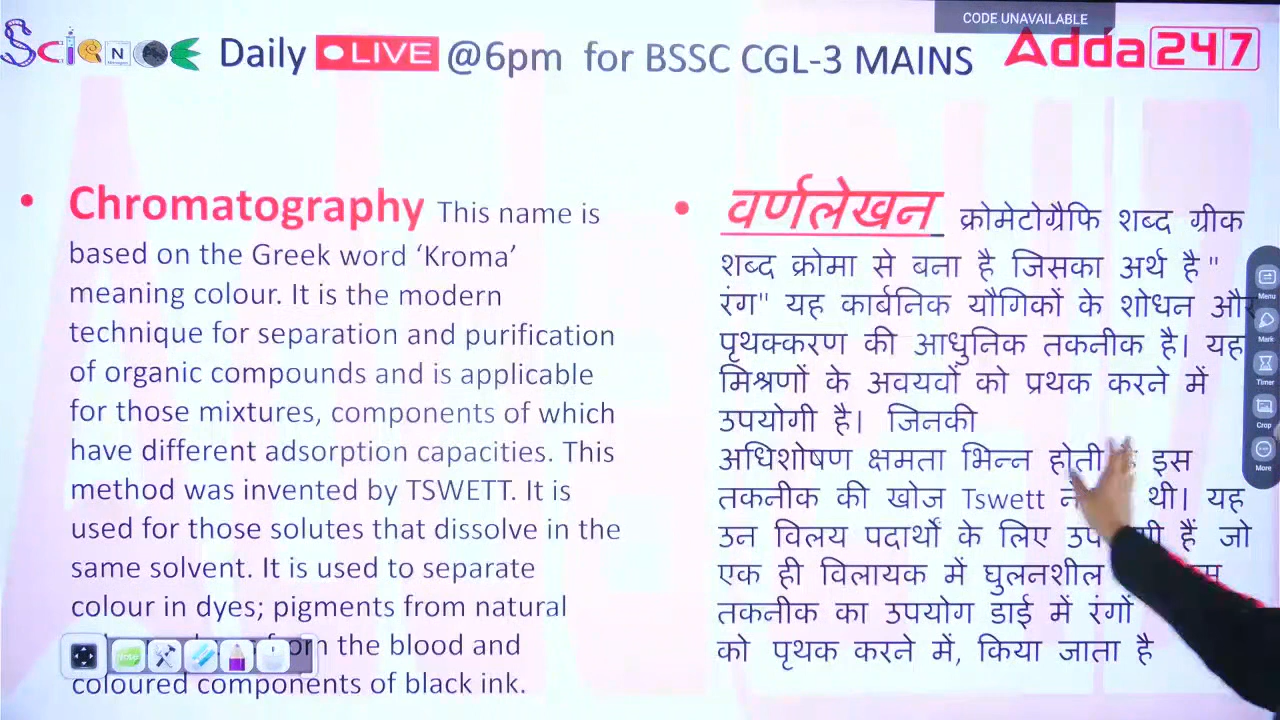 CODE UNAVAILABLE
SCIENCE Daily LIVE @6pm for BSSC CGL-3 MAINS
Adda247
• Chromatography This name is
based on the Greek word ‘Kroma’
meaning colour. It is the modern
technique for separation and purification
of organic compounds and is applicable
for those mixtures, components of which
have different adsorption capacities. This
method was invented by TSWETT. It is
used for those solutes that dissolve in the
same solvent. It is used to separate
colour in dyes; pigments from natural
the blood and
coloured components of black ink.
• वर्णलेखन क्रोमेटोग्रैफि शब्द ग्रीक
शब्द क्रोमा से बना है जिसका अर्थ है "
रंग" यह कार्बनिक यौगिकों के शोधन और
पृथक्करण की आधुनिक तकनीक है। यह
मिश्रणों के अवयवों को प्रथक करने में
उपयोगी है। जिनकी
अधिशोषण क्षमता भिन्न होती इस
तकनीक की खोज Tswett थी। यह
उन विलय पदार्थों के लिए हैं जो
एक ही विलायक में घुलनशील
तकनीक का उपयोग डाई में रंगों
को पृथक करने में, किया जाता है
Menu
Mark
Timer
Crop
More